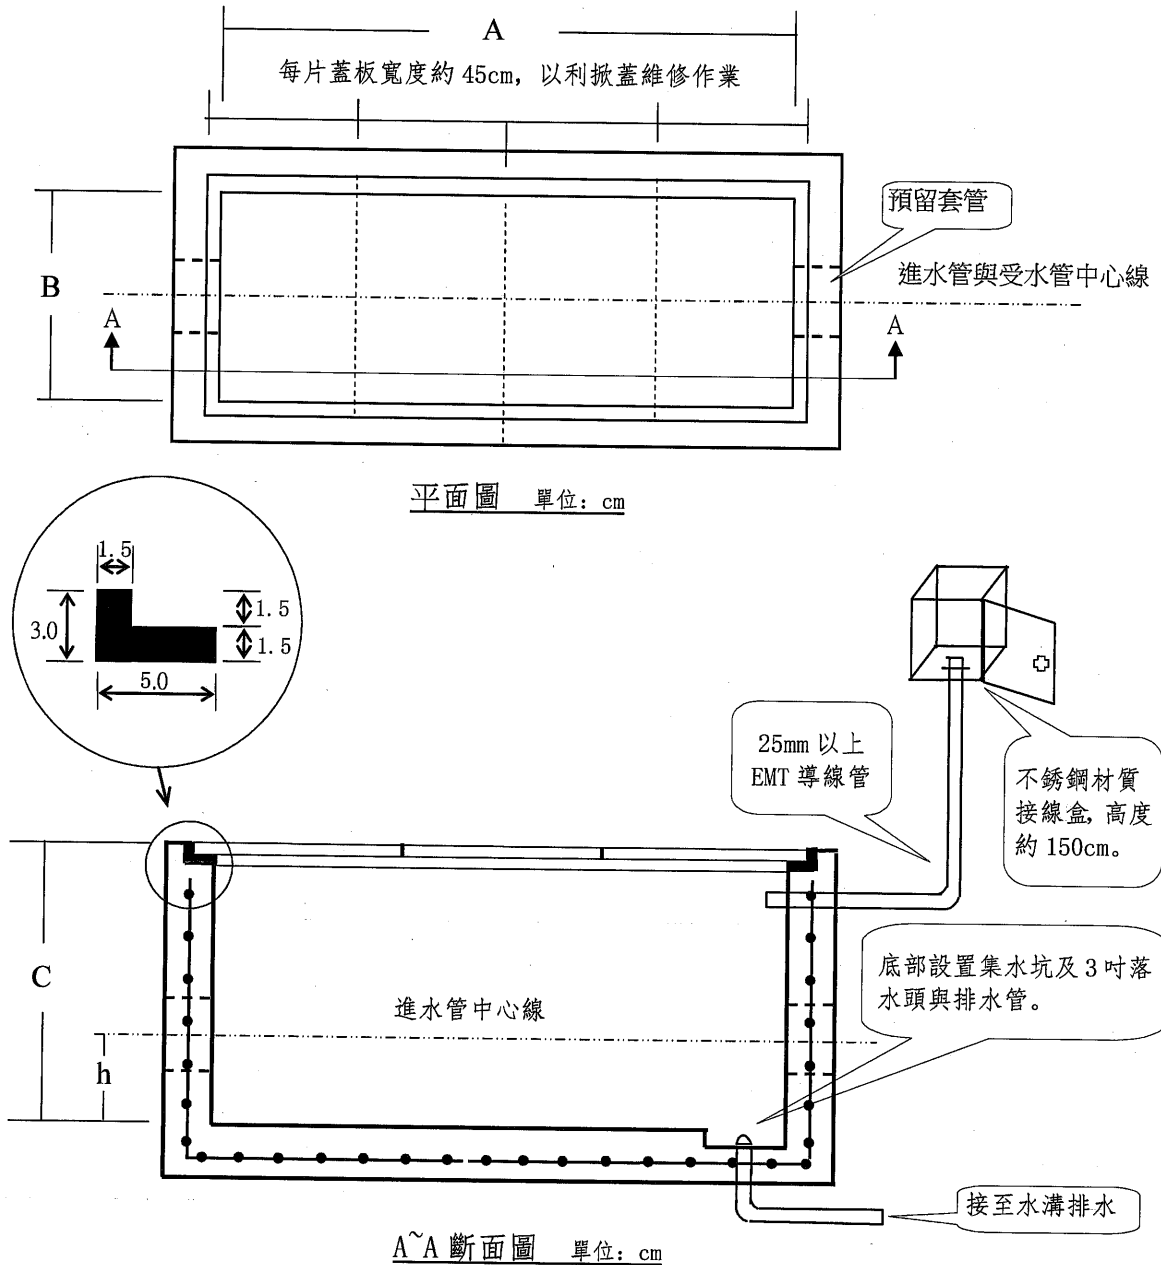 A
每片蓋板寬度約 45cm, 以利掀蓋維修作業
預留套管
進水管與受水管中心線
B
A
A
平面圖 單位: cm
1.5
3.0
1.5
1.5
5.0
25mm 以上
EMT 導線管
不銹鋼材質
接線盒, 高度
約 150cm。
C
底部設置集水坑及 3 吋落
水頭與排水管。
進水管中心線
h
接至水溝排水
A~A 斷面圖 單位: cm